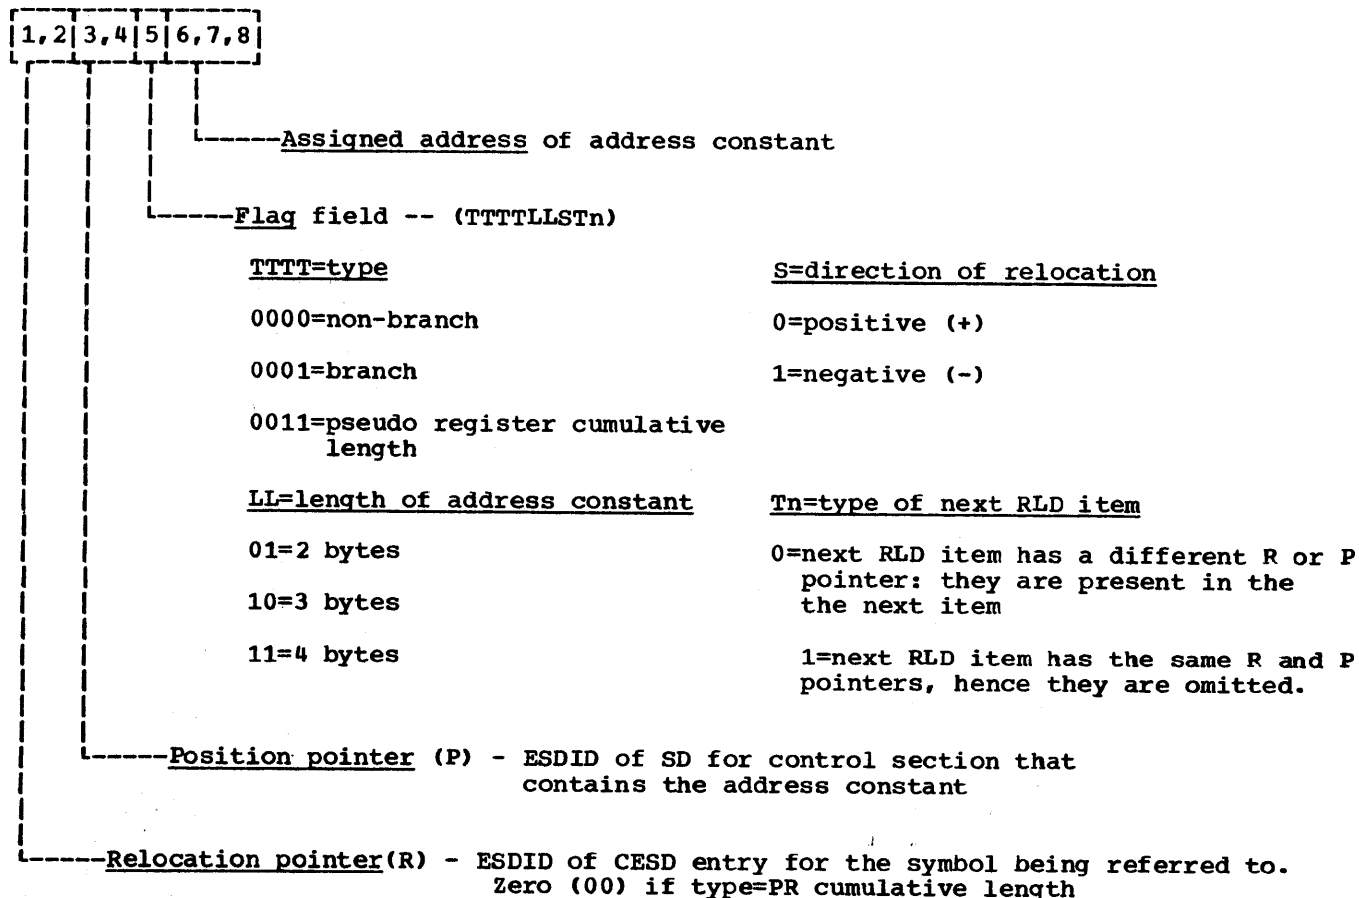 1,2 3,4 5 6,7,8
Assigned address of address constant
Flag field -- (TTTTLLSTn)
TTTT=type S=direction of relocation
0000=non-branch 0=positive (+)
0001=branch 1=negative (-)
0011=pseudo register cumulative
length
LL=length of address constant Tn=type of next RLD item
01=2 bytes 0=next RLD item has a different R or P
pointer: they are present in the
10=3 bytes the next item
11=4 bytes 1=next RLD item has the same R and P
pointers, hence they are omitted.
Position pointer (P) - ESDID of SD for control section that
contains the address constant
Relocation pointer(R) - ESDID of CESD entry for the symbol being referred to.
Zero (00) if type=PR cumulative length